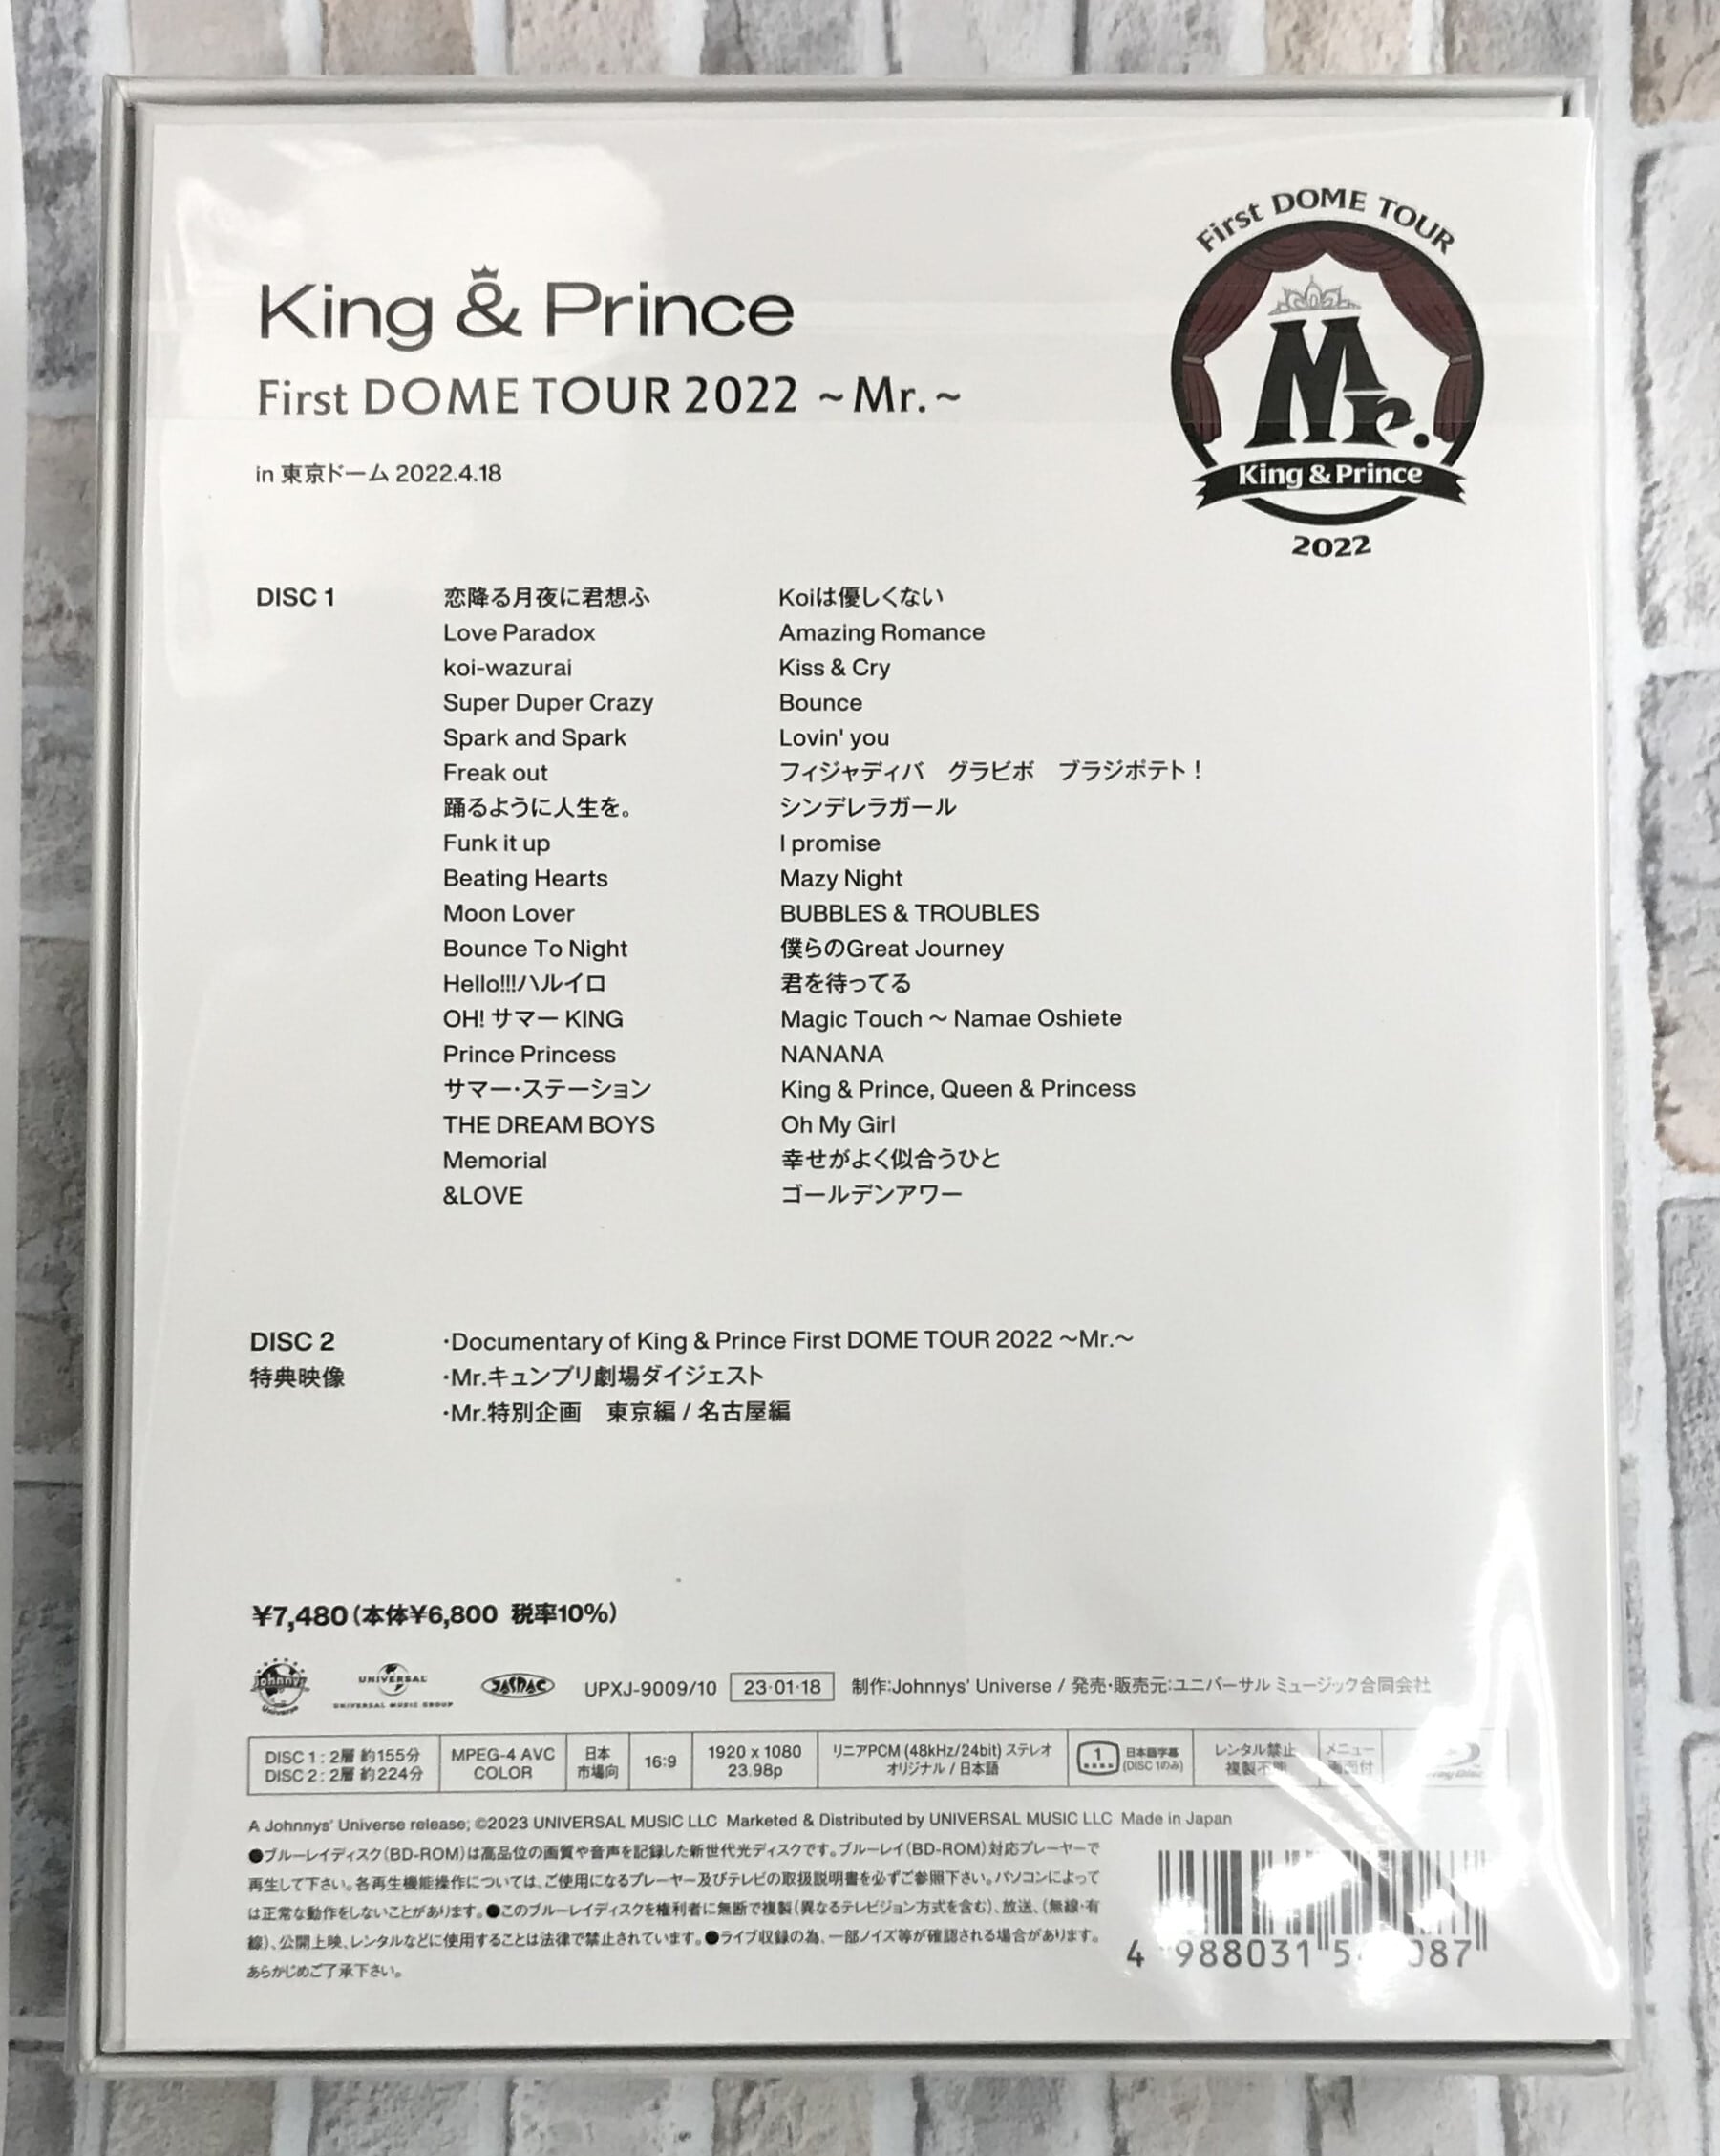 First DOME TOUR
Mr.
King & Prince
2022
King & Prince
First DOME TOUR 2022 ～Mr.～
in 東京ドーム 2022.4.18
DISC 1
恋降る月夜に君想ふ
Love Paradox
koi-wazurai
Super Duper Crazy
Spark and Spark
Freak out
踊るように人生を。
Funk it up
Beating Hearts
Moon Lover
Bounce To Night
Hello!!!ハルイロ
OH! サマー KING
Prince Princess
サマー・ステーション
THE DREAM BOYS
Memorial
&LOVE
Koiは優しくない
Amazing Romance
Kiss & Cry
Bounce
Lovin' you
フィジャディバ　グラビボ　ブラジポテト！
シンデレラガール
I promise
Mazy Night
BUBBLES & TROUBLES
僕らのGreat Journey
君を待ってる
Magic Touch ～ Namae Oshiete
NANANA
King & Prince, Queen & Princess
Oh My Girl
幸せがよく似合うひと
ゴールデンアワー
DISC 2
特典映像
・Documentary of King & Prince First DOME TOUR 2022 ～Mr.～
・Mr.キュンプリ劇場ダイジェスト
・Mr.特別企画　東京編 / 名古屋編
¥7,480（本体¥6,800 税率10%）
Johnnys' Universe
UNIVERSAL
UNIVERSAL MUSIC GROUP
JASRAC
UPXJ-9009/10 23・01・18 制作：Johnnys' Universe / 発売・販売元：ユニバーサル ミュージック合同会社
DISC 1 : 2層 約155分
DISC 2 : 2層 約224分
MPEG-4 AVC
COLOR
日本
市場向
16:9
1920 x 1080
23.98p
リニアPCM (48kHz/24bit) ステレオ
オリジナル / 日本語
1
日本語字幕
(DISC 1のみ)
レンタル禁止
複製不能
メニュー
画面付
A Johnnys' Universe release; ©2023 UNIVERSAL MUSIC LLC Marketed & Distributed by UNIVERSAL MUSIC LLC Made in Japan
●ブルーレイディスク（BD-ROM）は高品位の画質や音声を記録した新世代光ディスクです。ブルーレイ（BD-ROM）対応プレーヤーで
再生して下さい。各再生機能操作については、ご使用になるプレーヤー及びテレビの取扱説明書を必ずご参照下さい。パソコンによって
は正常な動作をしないことがあります。●このブルーレイディスクを権利者に無断で複製（異なるテレビジョン方式を含む）、放送、（無線・有
線）、公開上映、レンタルなどに使用することは法律で禁止されています。●ライブ収録の為、一部ノイズ等が確認される場合があります。
あらかじめご了承下さい。
4 988031 5 087